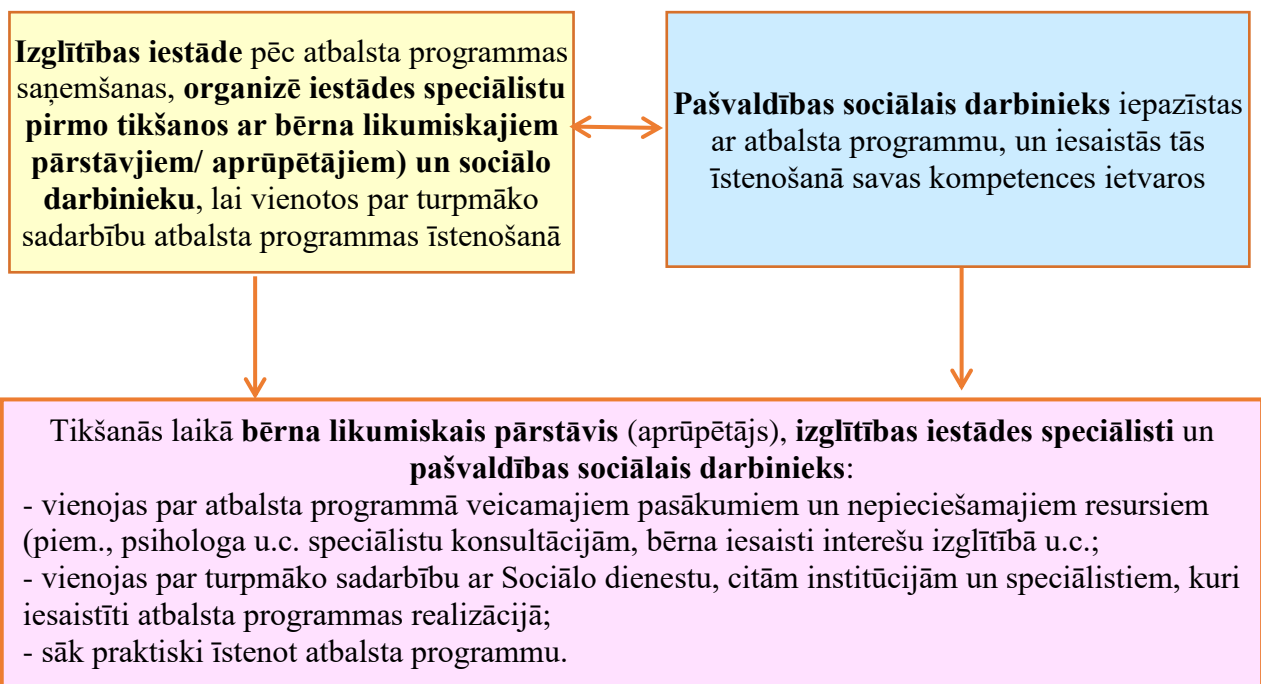 Izglītības iestāde pēc atbalsta programmas
saņemšanas, organizē iestādes speciālistu
pirmo tikšanos ar bērna likumiskajiem
pārstāvjiem/ aprūpētājiem) un sociālo
darbinieku, lai vienotos par turpmāko
sadarbību atbalsta programmas īstenošanā
Pašvaldības sociālais darbinieks iepazīstas
ar atbalsta programmu, un iesaistās tās
īstenošanā savas kompetences ietvaros
Tikšanās laikā bērna likumiskais pārstāvis (aprūpētājs), izglītības iestādes speciālisti un
pašvaldības sociālais darbinieks:
- vienojas par atbalsta programmā veicamajiem pasākumiem un nepieciešamajiem resursiem
(piem., psihologa u.c. speciālistu konsultācijām, bērna iesaisti interešu izglītībā u.c.;
- vienojas par turpmāko sadarbību ar Sociālo dienestu, citām institūcijām un speciālistiem, kuri
iesaistīti atbalsta programmas realizācijā;
- sāk praktiski īstenot atbalsta programmu.